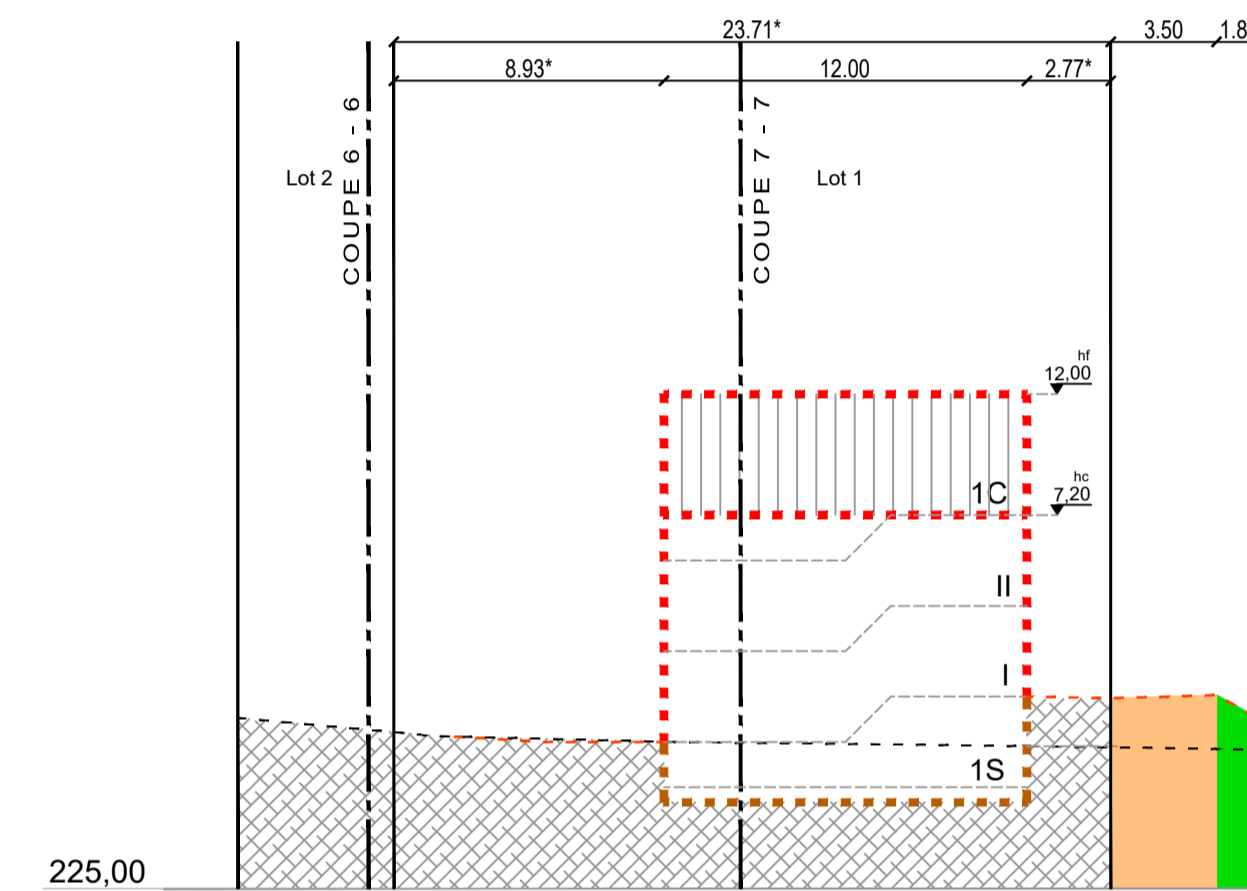 23.71*
3.50
1.8
8.93*
12.00
2.77*
COUPE 6 - 6
COUPE 7 - 7
Lot 2
Lot 1
hf
12,00
hc
7,20
1C
II
I
1S
225,00